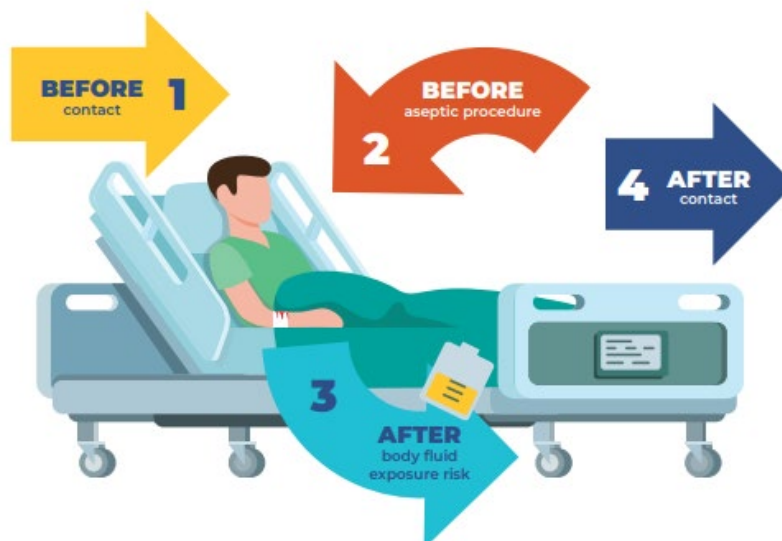 BEFORE 1
contact
BEFORE
aseptic procedure
2
4 AFTER
contact
3
AFTER
body fluid
exposure risk